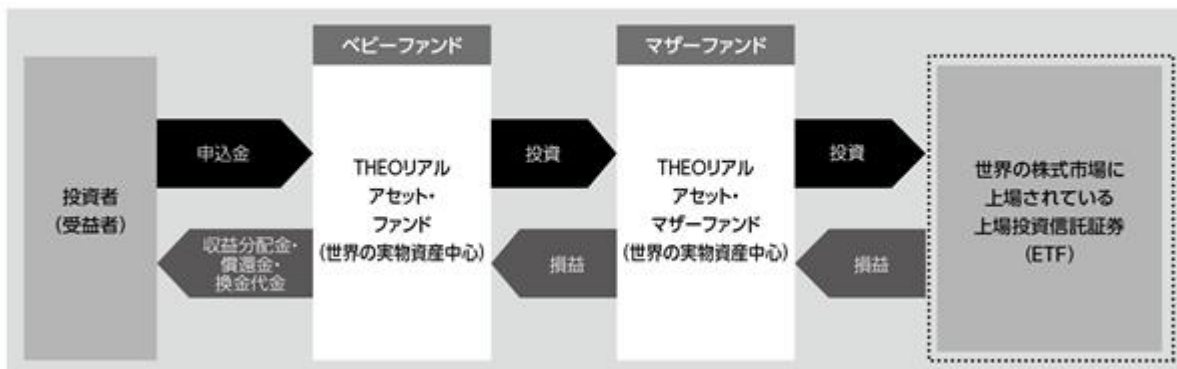 ベビーファンド
マザーファンド
投資者
(受益者)
申込金
収益分配金・
償還金・
換金代金
THEOリアル
アセット・
ファンド
(世界の実物資産中心)
投資
損益
THEOリアル
アセット・
マザーファンド
(世界の実物資産中心)
投資
損益
世界の株式市場に
上場されている
上場投資信託証券
(ETF)